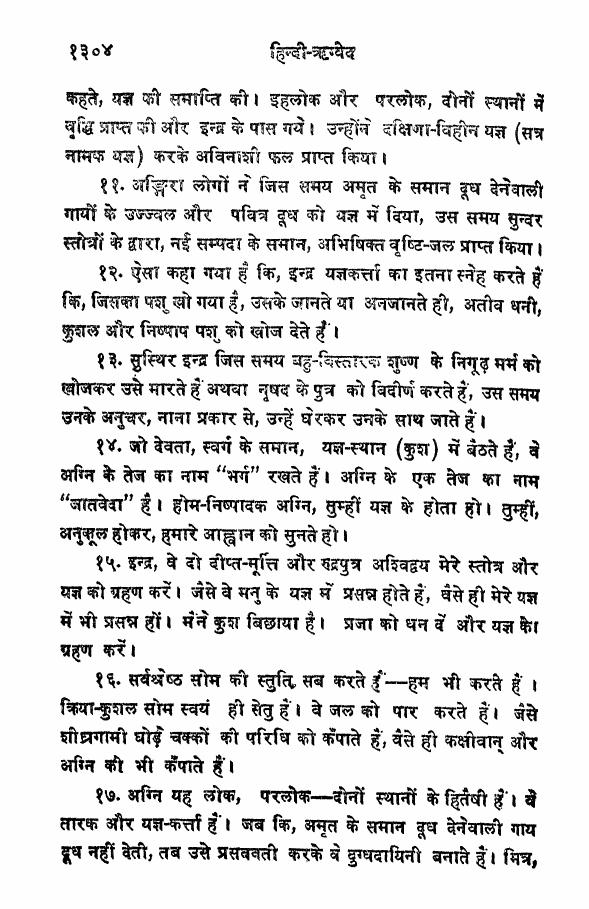 १३०४ हिन्दी-ऋग्वेद
कहते, यज्ञ की समाप्ति की। इहलोक और परलोक, दोनों स्थानों में
वृद्धि प्राप्त की और इन्द्र के पास गये। उन्होंने दक्षिणा-विहीन यज्ञ (सत्र
नामक यज्ञ) करके अविनाशी फल प्राप्त किया।
११. अङ्गिरा लोगों ने जिस समय अमृत के समान दूध देनेवाली
गायों के उज्ज्वल और पवित्र दूध को यज्ञ में दिया, उस समय सुन्दर
स्तोत्रों के द्वारा, नई सम्पदा के समान, अभिषिक्त वृष्टि-जल प्राप्त किया।
१२. ऐसा कहा गया है कि, इन्द्र यज्ञकर्त्ता का इतना स्नेह करते हैं
कि, जिसका पशु खो गया है, उसके जानते या अनजानते ही, अतीव धनी,
कुशल और निष्पाप पशु को खोज देते हैं।
१३. सुस्थिर इन्द्र जिस समय बहु-विस्तारक शुष्ण के निगूढ़ मर्म को
खोजकर उसे मारते हैं अथवा नृषद के पुत्र को विदीर्ण करते हैं, उस समय
उनके अनुचर, नाना प्रकार से, उन्हें घेरकर उनके साथ जाते हैं।
१४. जो देवता, स्वर्ग के समान, यज्ञ-स्थान (कुश) में बैठते हैं, वे
अग्नि के तेज का नाम “भर्ग” रखते हैं। अग्नि के एक तेज का नाम
“जातवेदा” है। होम-निष्पादक अग्नि, तुम्हीं यज्ञ के होता हो। तुम्हीं,
अनुकूल होकर, हुमारे आह्वान को सुनते हो।
१५. इन्द्र, वे दो दीप्त-मूर्त्ति और रुद्रपुत्र अश्विद्वय मेरे स्तोत्र और
यज्ञ को ग्रहण करें। जैसे वे मनु के यज्ञ में प्रसन्न होते हैं, वैसे ही मेरे यज्ञ
में भी प्रसन्न हों। मैंने कुश बिछाया है। प्रजा को धन दें और यज्ञ को
ग्रहण करें।
१६. सर्वश्रेष्ठ सोम की स्तुति सब करते हैं—हम भी करते हैं।
क्रिया-कुशल सोम स्वयं ही सेतु हैं। वे जल को पार करते हैं। जैसे
शीघ्रगामी घोड़े चक्कों की परिधि को कँपाते हैं, वैसे ही कक्षीवान् और
अग्नि को भी कँपाते हैं।
१७. अग्नि यह लोक, परलोक—दोनों स्थानों के हितैषी हैं। वे
तारक और यज्ञ-कर्त्ता हैं। जब कि, अमृत के समान दूध देनेवाली गाय
दूध नहीं देती, तब उसे प्रसववती करके वे दुग्धदायिनी बनाते हैं। मित्र,